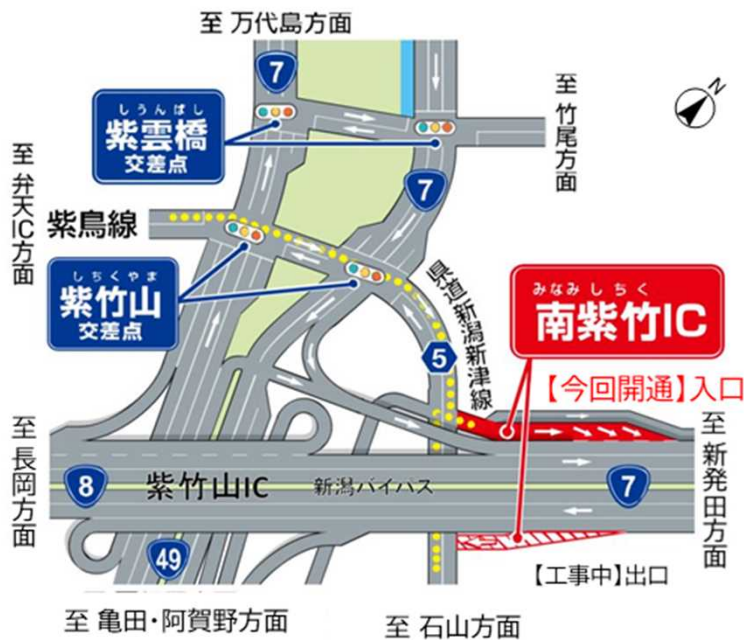 至 万代島方面
7
しうんばし
紫雲橋
交差点
至 竹尾方面
N
7
至 弁天IC方面
紫鳥線
しちくやま
紫竹山
交差点
県道新潟新津線
5
みなみしちく
南紫竹IC
【今回開通】入口
至 長岡方面
8
紫竹山IC
新潟バイパス
7
至 新発田方面
49
【工事中】出口
至 亀田・阿賀野方面
至 石山方面